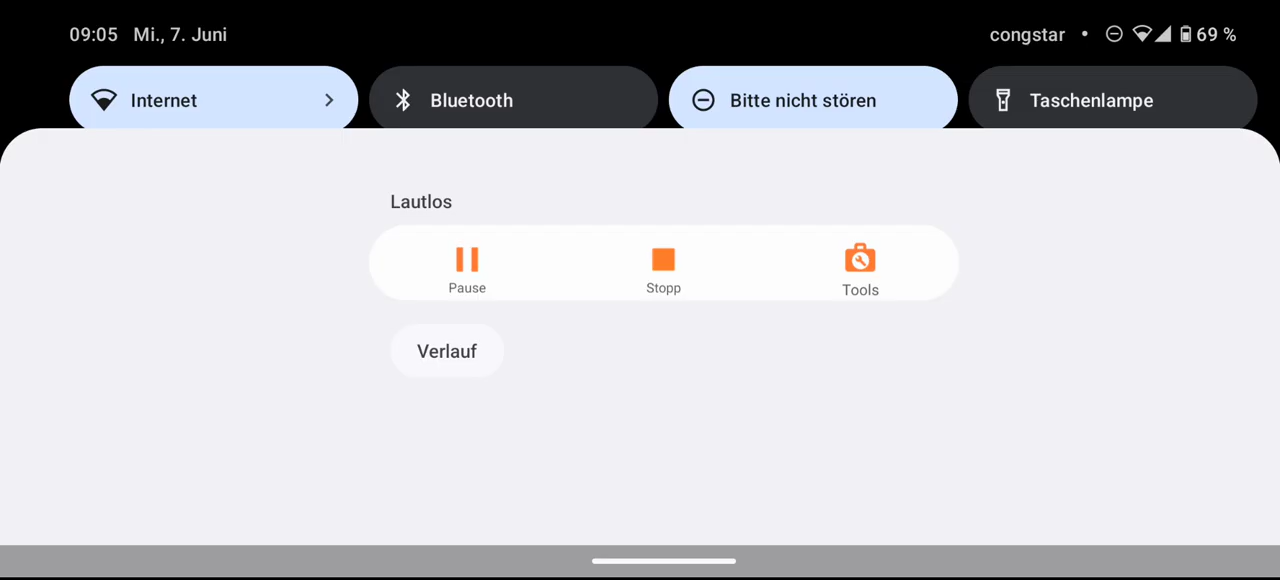 09:05 Mi., 7. Juni congstar • 69 %
Internet Bluetooth Bitte nicht stören Taschenlampe
Lautlos
Pause Stopp Tools
Verlauf